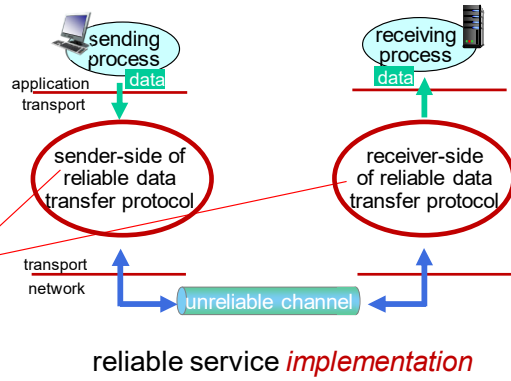 sending
process
data
application
transport
sender-side of
reliable data
transfer protocol
transport
network
receiving
process
data
receiver-side
of reliable data
transfer protocol
unreliable channel
reliable service implementation